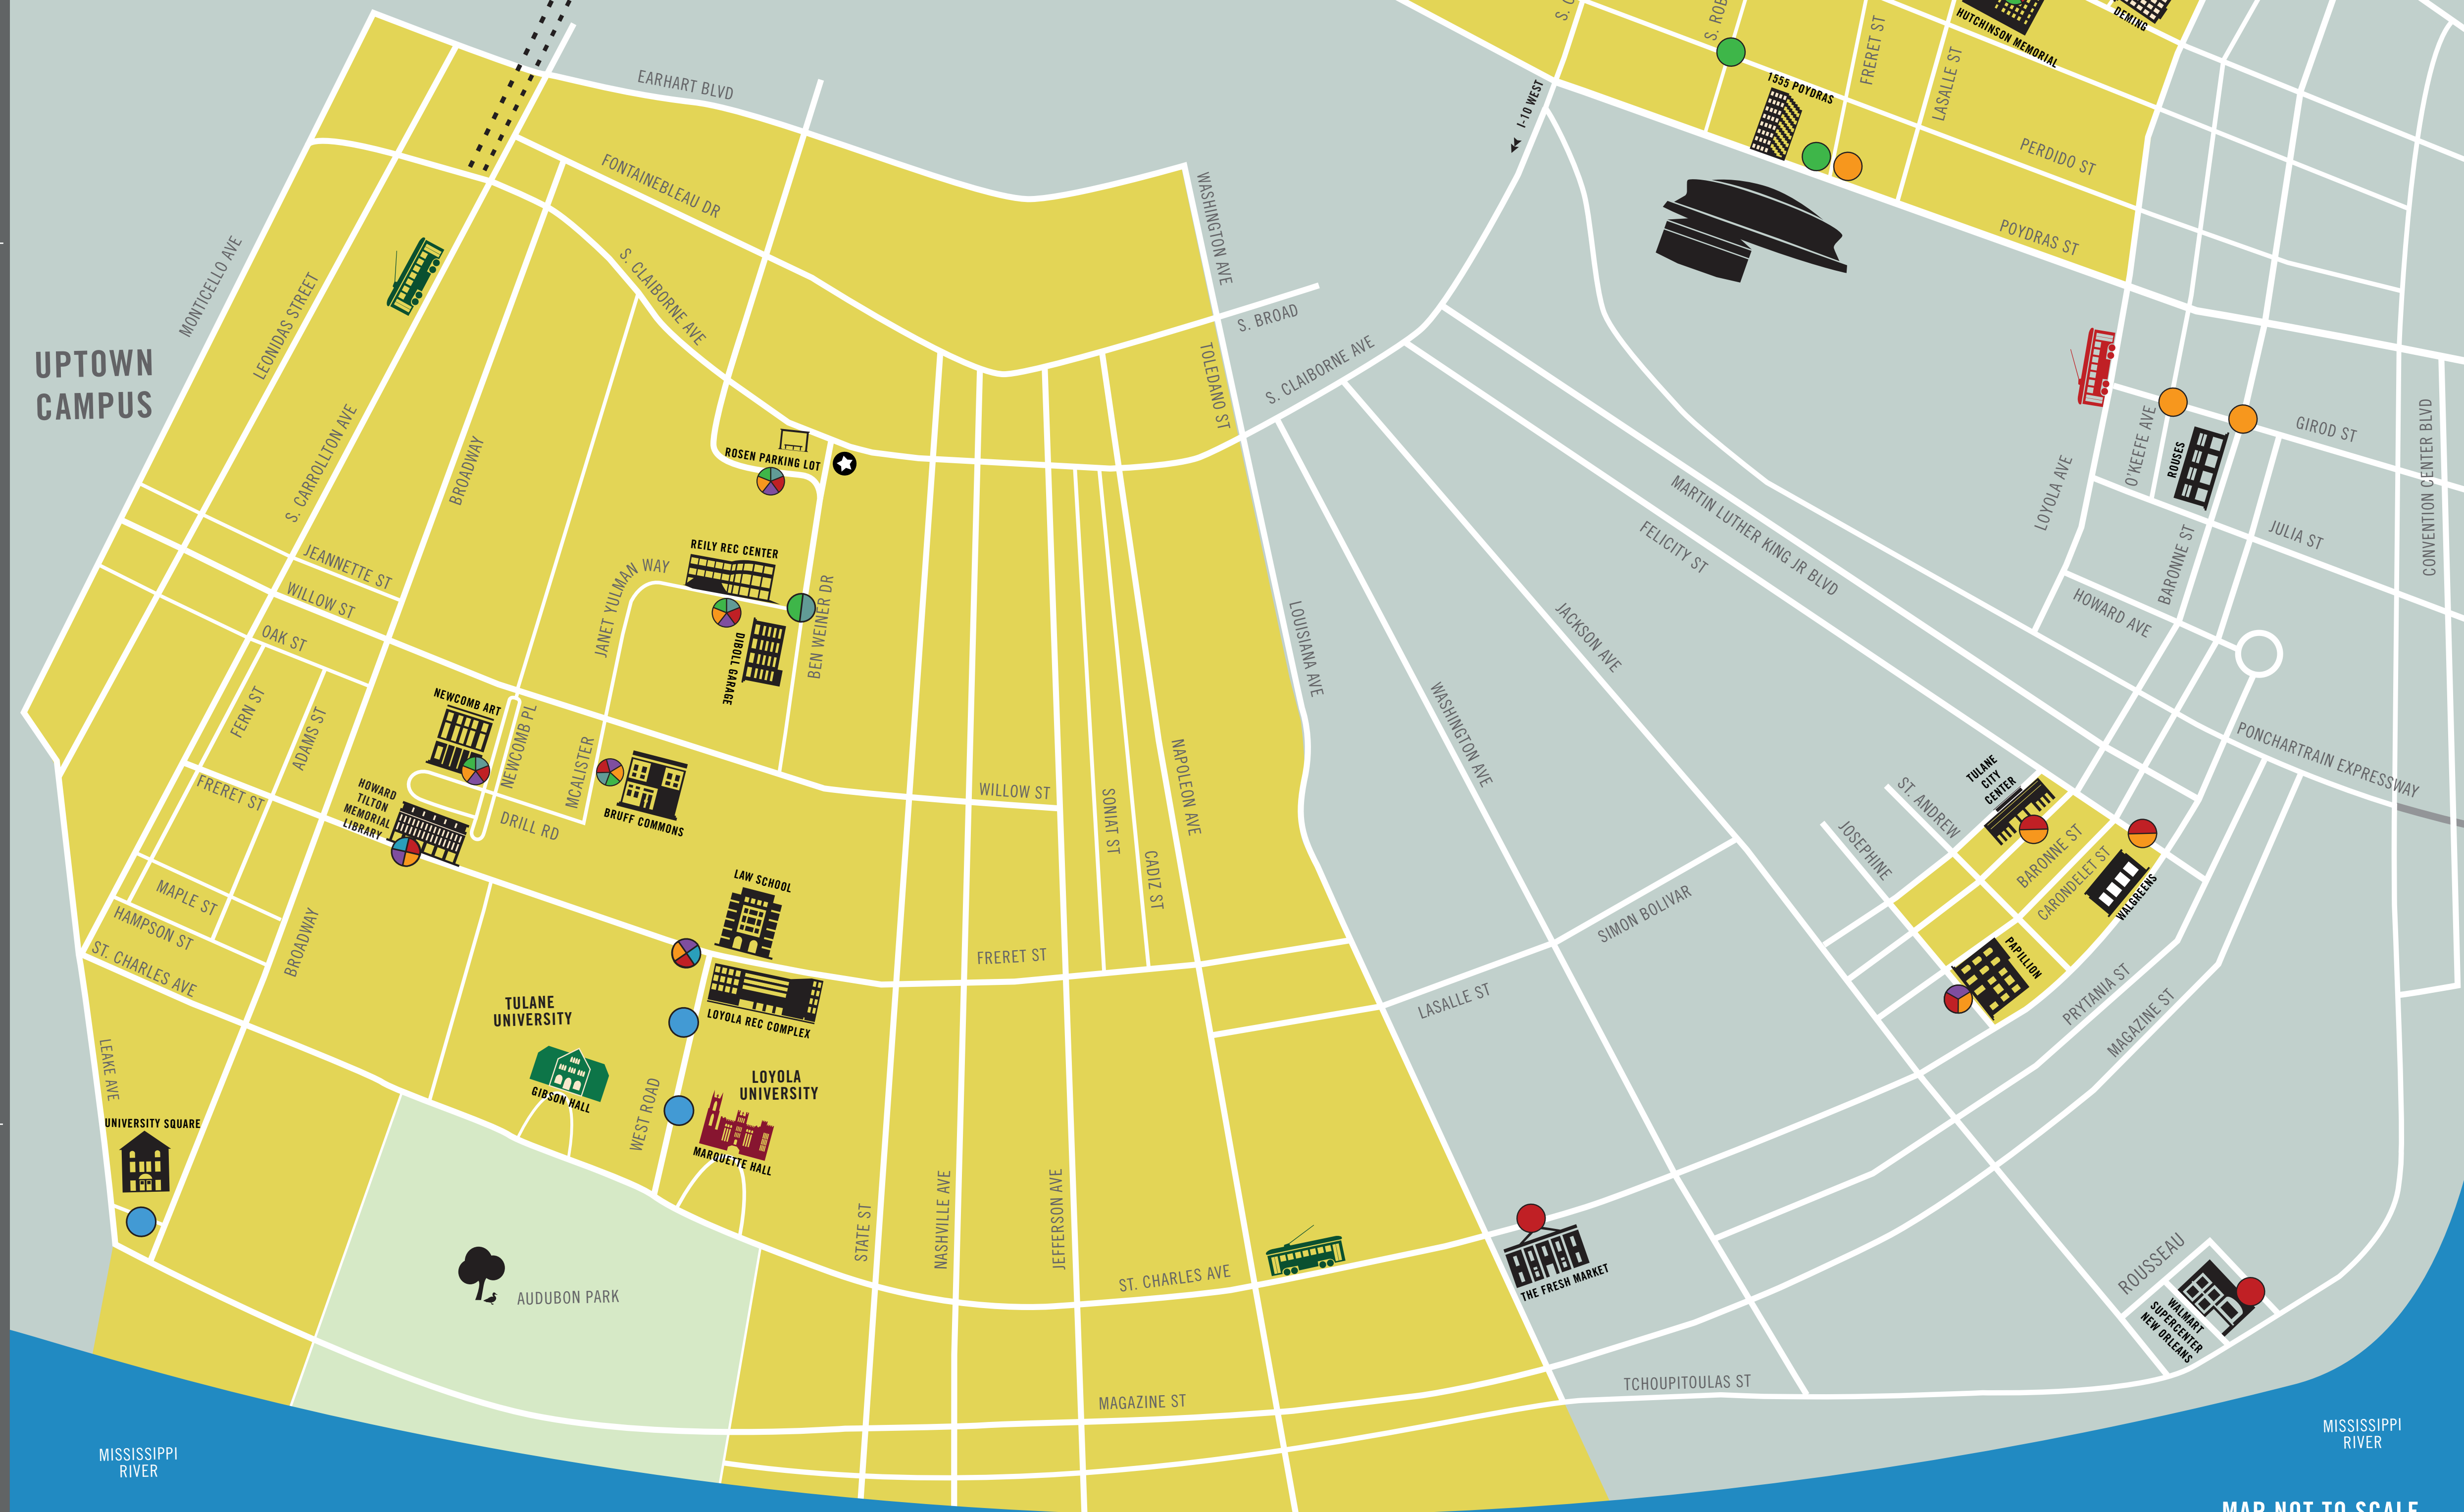 UPTOWN
CAMPUS
EARHART BLVD
FONTAINEBLEAU DR
MONTICELLO AVE
LEONIDAS STREET
S. CLAIBORNE AVE
S. CARROLLTON AVE
BROADWAY
WASHINGTON AVE
TOLEDANO ST
S. BROAD
S. CLAIBORNE AVE
I-10 WEST
1555 POYDRAS
FRERET ST
LASALLE ST
HUTCHINSON MEMORIAL
DEMING
PERDIDO ST
POYDRAS ST
ROSEN PARKING LOT
REILY REC CENTER
JANET YULMAN WAY
DIBOLL GARAGE
BEN WEINER DR
JEANNETTE ST
WILLOW ST
OAK ST
FERN ST
ADAMS ST
FRERET ST
NEWCOMB ART
NEWCOMB PL
MCALISTER
BRUFF COMMONS
DRILL RD
HOWARD
TILTON
MEMORIAL
LIBRARY
MAPLE ST
HAMPSON ST
ST. CHARLES AVE
BROADWAY
LEAKE AVE
UNIVERSITY SQUARE
LAW SCHOOL
LOYOLA REC COMPLEX
TULANE
UNIVERSITY
GIBSON HALL
WEST ROAD
LOYOLA
UNIVERSITY
MARQUETTE HALL
AUDUBON PARK
STATE ST
NASHVILLE AVE
JEFFERSON AVE
WILLOW ST
SONIAT ST
CADIZ ST
NAPOLEON AVE
FRERET ST
ST. CHARLES AVE
MAGAZINE ST
LOUISIANA AVE
WASHINGTON AVE
JACKSON AVE
FELICITY ST
MARTIN LUTHER KING JR BLVD
LOYOLA AVE
O'KEEFE AVE
ROUSES
GIROD ST
BARONNE ST
JULIA ST
HOWARD AVE
CONVENTION CENTER BLVD
PONCHARTRAIN EXPRESSWAY
TULANE
CITY
CENTER
ST. ANDREW
JOSEPHINE
BARONNE ST
CARONDELET ST
WALGREENS
PAPILLION
PRYTANIA ST
MAGAZINE ST
SIMON BOLIVAR
LASALLE ST
THE FRESH MARKET
TCHOUPITOULAS ST
ROUSSEAU
WALMART
SUPERCENTER
NEW ORLEANS
MISSISSIPPI
RIVER
MISSISSIPPI
RIVER
MAP NOT TO SCALE